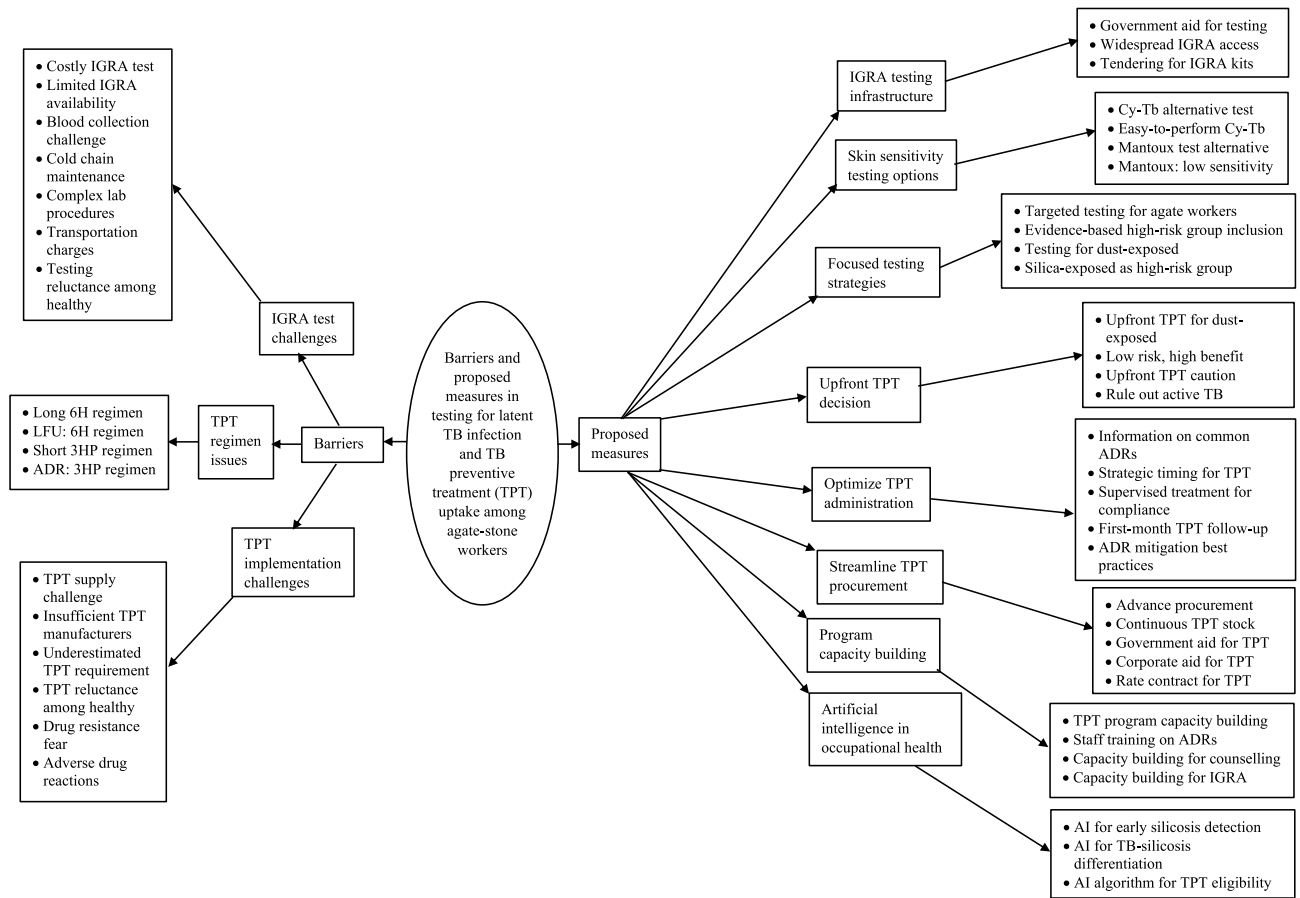 • Costly IGRA test
• Limited IGRA
availability
• Blood collection
challenge
• Cold chain
maintenance
• Complex lab
procedures
• Transportation
charges
• Testing
reluctance among
healthy
IGRA test
challenges
• Long 6H regimen
• LFU: 6H regimen
• Short 3HP regimen
• ADR: 3HP regimen
TPT
regimen
issues
Barriers
TPT
implementation
challenges
• TPT supply
challenge
• Insufficient TPT
manufacturers
• Underestimated
TPT requirement
• TPT reluctance
among healthy
• Drug resistance
fear
• Adverse drug
reactions
Barriers and
proposed
measures in
testing for latent
TB infection
and TB
preventive
treatment (TPT)
uptake among
agate-stone
workers
Proposed
measures
IGRA testing
infrastructure
• Government aid for testing
• Widespread IGRA access
• Tendering for IGRA kits
Skin sensitivity
testing options
• Cy-Tb alternative test
• Easy-to-perform Cy-Tb
• Mantoux test alternative
• Mantoux: low sensitivity
Focused testing
strategies
• Targeted testing for agate workers
• Evidence-based high-risk group inclusion
• Testing for dust-exposed
• Silica-exposed as high-risk group
Upfront TPT
decision
• Upfront TPT for dust-
exposed
• Low risk, high benefit
• Upfront TPT caution
• Rule out active TB
Optimize TPT
administration
• Information on common
ADRs
• Strategic timing for TPT
• Supervised treatment for
compliance
• First-month TPT follow-up
• ADR mitigation best
practices
Streamline TPT
procurement
• Advance procurement
• Continuous TPT stock
• Government aid for TPT
• Corporate aid for TPT
• Rate contract for TPT
Program
capacity building
• TPT program capacity building
• Staff training on ADRs
• Capacity building for counselling
• Capacity building for IGRA
Artificial
intelligence in
occupational health
• AI for early silicosis detection
• AI for TB-silicosis
differentiation
• AI algorithm for TPT eligibility